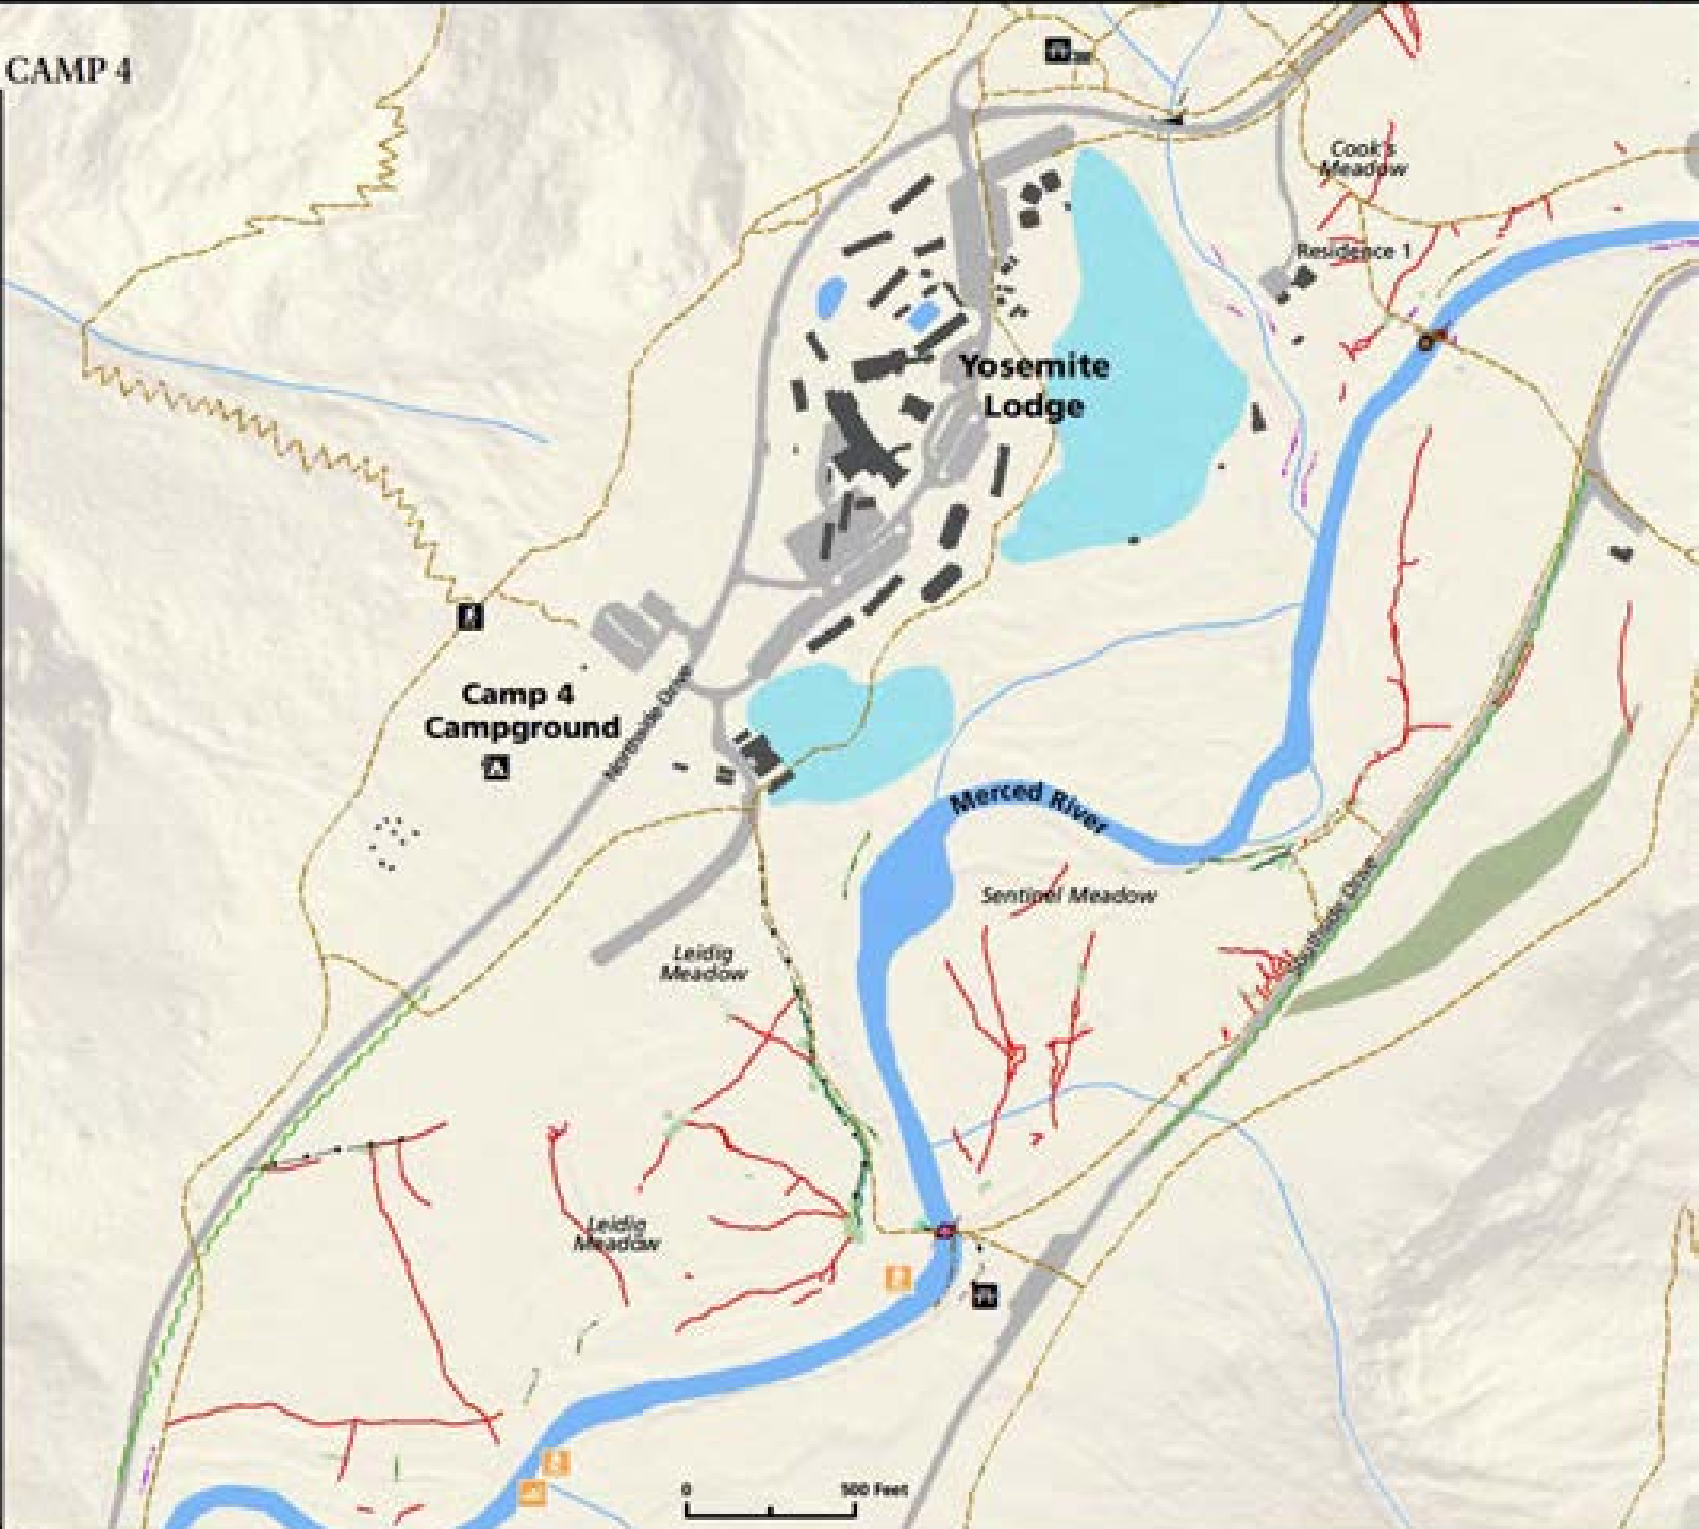 CAMP 4
Cook's
Meadow
Residence 1
Yosemite
Lodge
Camp 4
Campground
Northside Drive
Merced River
Sentinel Meadow
Southside Drive
Leidig
Meadow
Leidig
Meadow
0 500 Feet